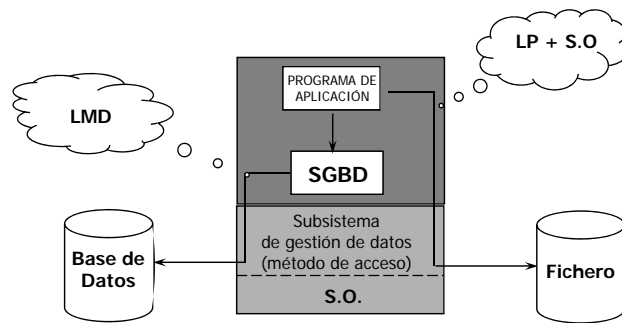 LP + S.O
PROGRAMA DE
APLICACIÓN
LMD
SGBD
Subsistema
de gestión de datos
(método de acceso)
Base de
Datos
Fichero
S.O.